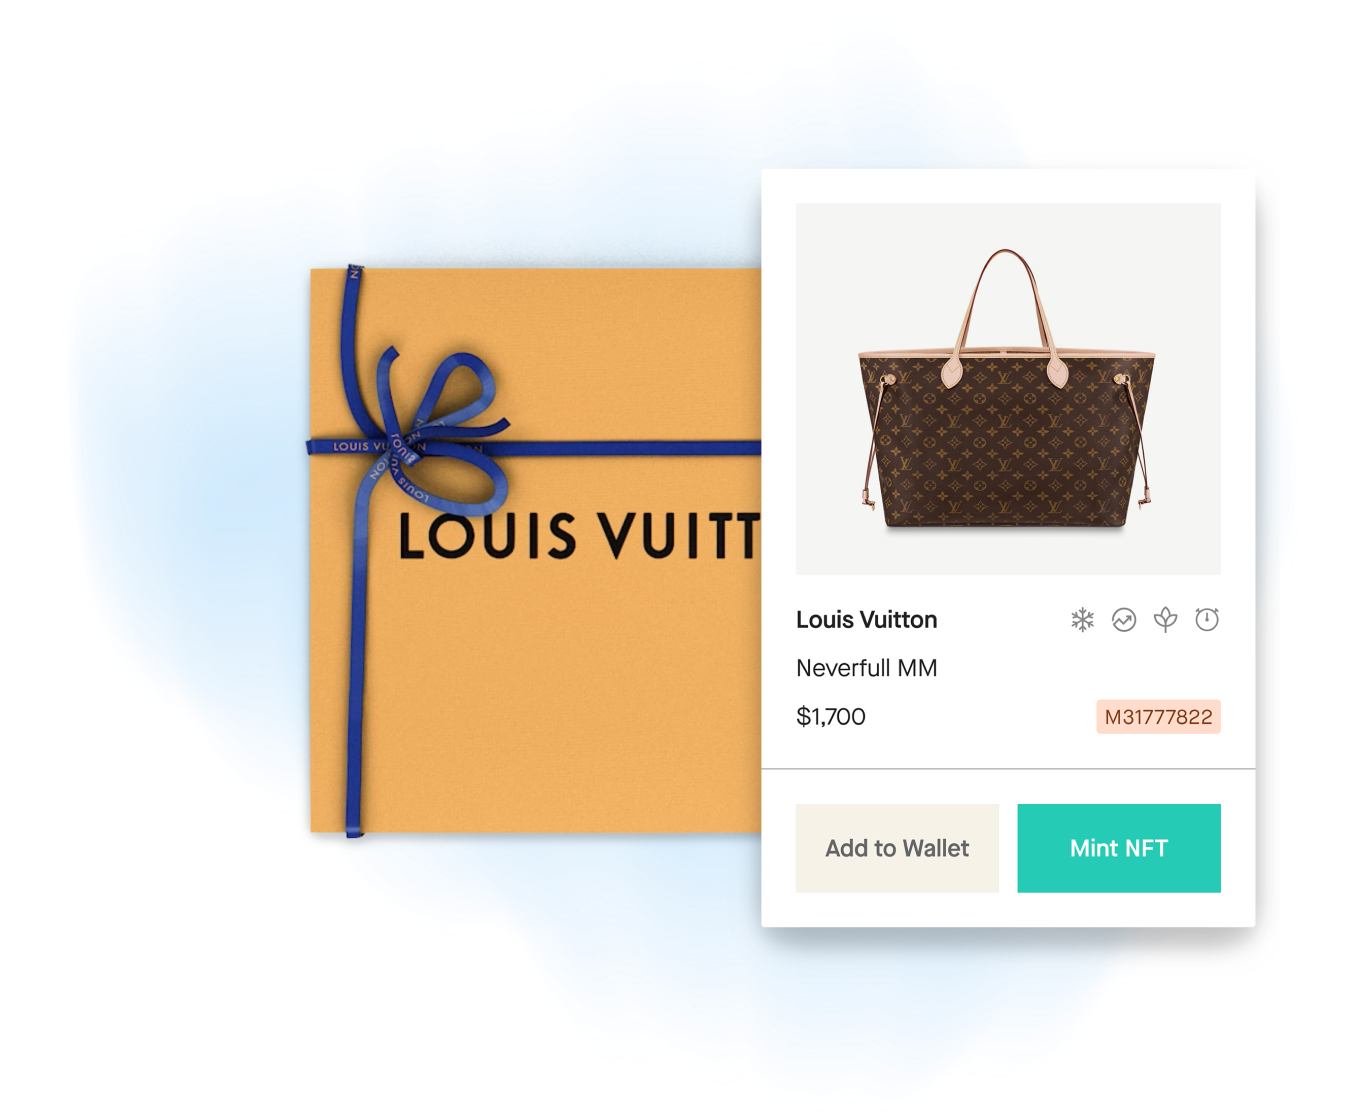 LOUIS VUITT
Louis Vuitton
Neverfull MM
$1,700
M31777822
Add to Wallet
Mint NFT